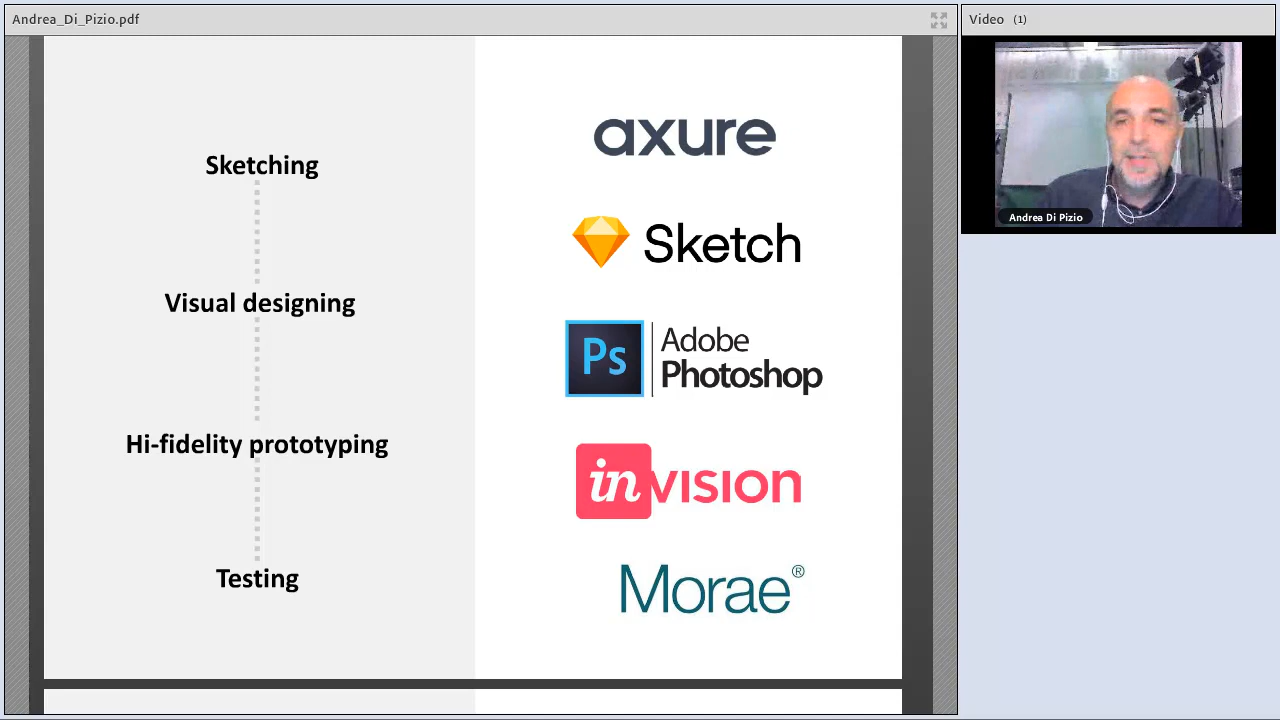 Andrea_Di_Pizio.pdf
Video (1)
Andrea Di Pizio
Sketching
Visual designing
Hi-fidelity prototyping
Testing
axure
Sketch
Ps
Adobe
Photoshop
invision
Morae®